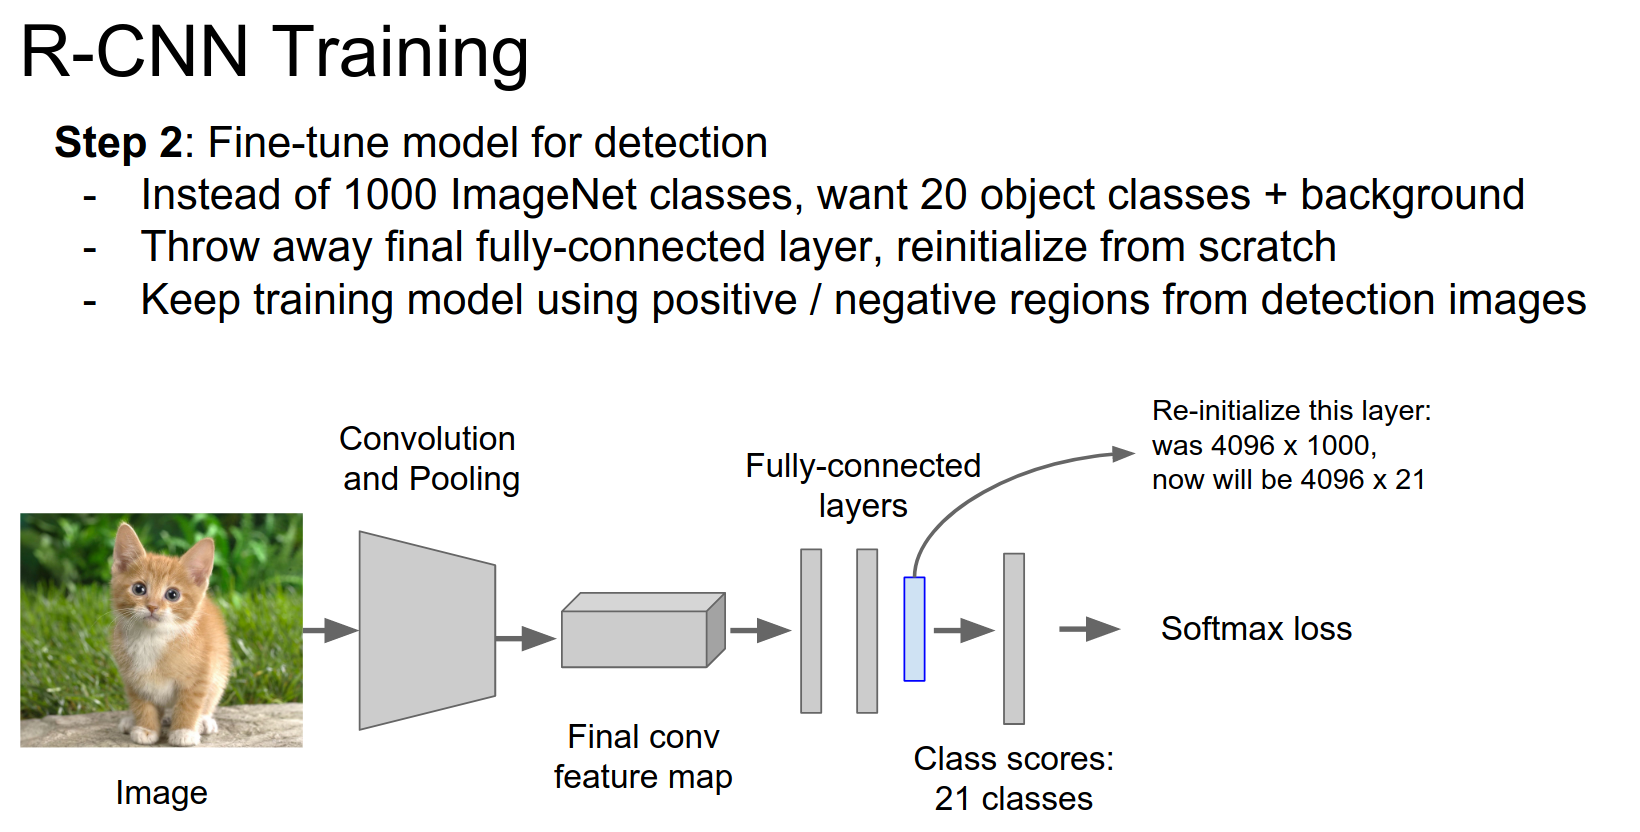 R-CNN Training
Step 2: Fine-tune model for detection
- Instead of 1000 ImageNet classes, want 20 object classes + background
- Throw away final fully-connected layer, reinitialize from scratch
- Keep training model using positive / negative regions from detection images
Convolution
and Pooling
Fully-connected
layers
Re-initialize this layer:
was 4096 x 1000,
now will be 4096 x 21
Softmax loss
Final conv
feature map
Class scores:
21 classes
Image